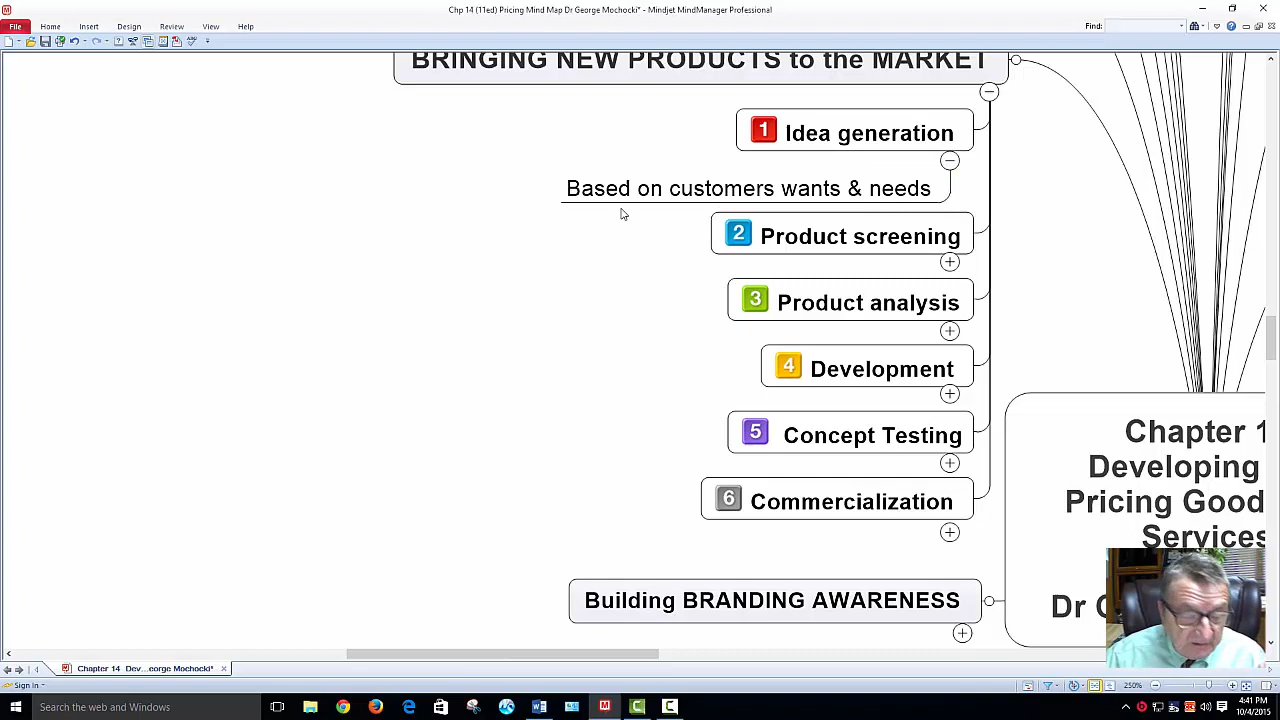 Chp 14 (11ed) Pricing Mind Map Dr George Mochocki* - Mindjet MindManager Professional
File Home Insert Design Review View Help
Find:
BRINGING NEW PRODUCTS to the MARKET
1 Idea generation
Based on customers wants & needs
2 Product screening
3 Product analysis
4 Development
5 Concept Testing
6 Commercialization
Building BRANDING AWARENESS
Chapter 1
Developing
Pricing Good
Services
Dr
Chapter 14 Dev...eorge Mochocki*
Sign In
250%
Search the web and Windows
4:41 PM
10/4/2015